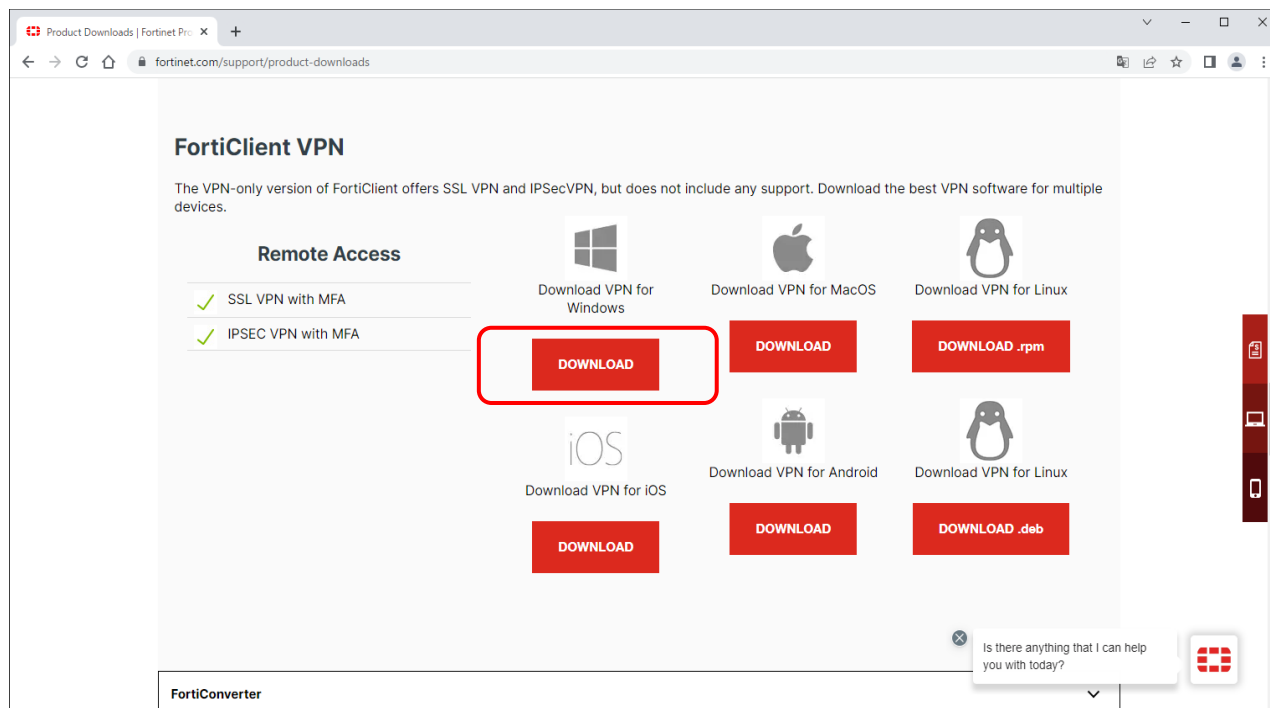 Product Downloads | Fortinet Pro
fortinet.com/support/product-downloads
FortiClient VPN
The VPN-only version of FortiClient offers SSL VPN and IPSecVPN, but does not include any support. Download the best VPN software for multiple
devices.
Remote Access
SSL VPN with MFA
IPSEC VPN with MFA
Download VPN for
Windows
DOWNLOAD
Download VPN for MacOS
DOWNLOAD
Download VPN for Linux
DOWNLOAD .rpm
iOS
Download VPN for iOS
DOWNLOAD
Download VPN for Android
DOWNLOAD
Download VPN for Linux
DOWNLOAD .deb
Is there anything that I can help
you with today?
FortiConverter